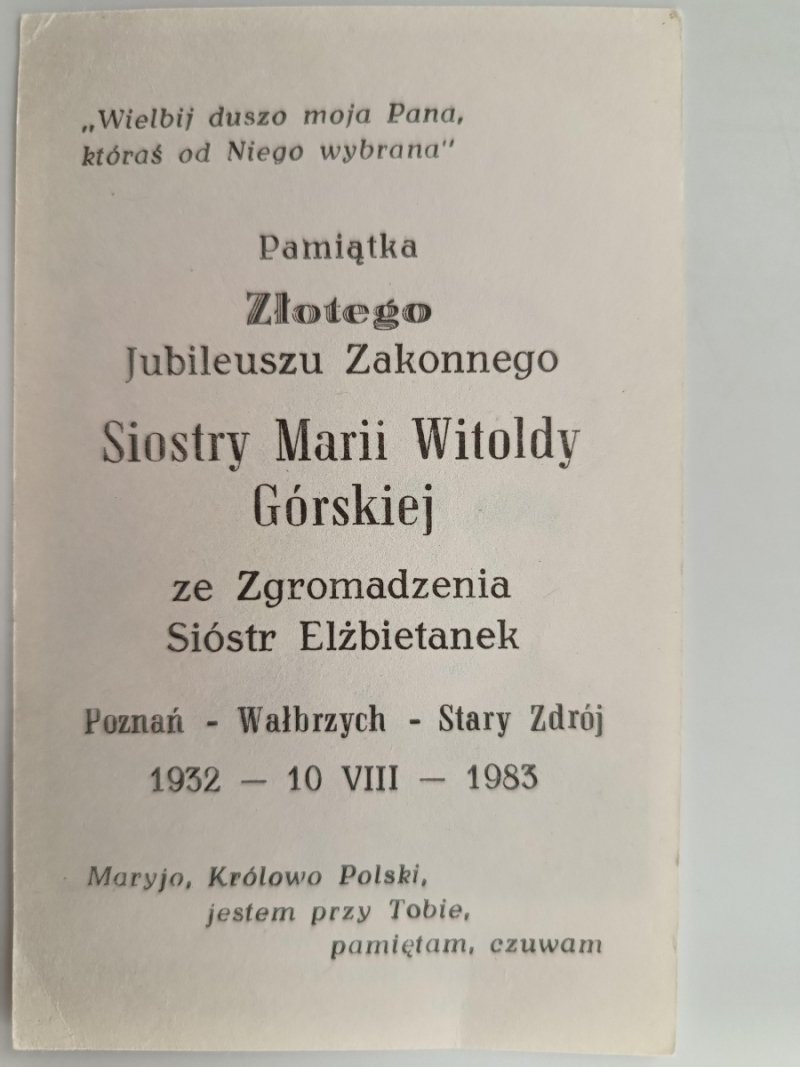 „Wielbij duszo moja Pana,
któraś od Niego wybrana"
Pamiątka
Złotego
Jubileuszu Zakonnego
Siostry Marii Witoldy
Górskiej
ze Zgromadzenia
Sióstr Elżbietanek
Poznań - Wałbrzych - Stary Zdrój
1932 — 10 VIII — 1983
Maryjo, Królowo Polski,
jestem przy Tobie,
pamiętam, czuwam